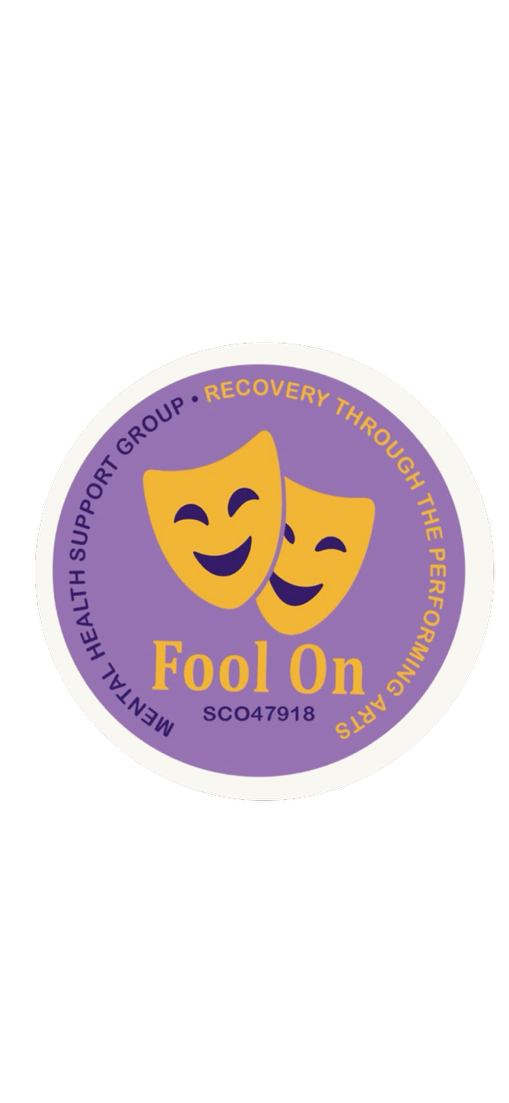 MENTAL HEALTH SUPPORT GROUP • RECOVERY THROUGH THE PERFORMING ARTS
Fool On
SCO47918